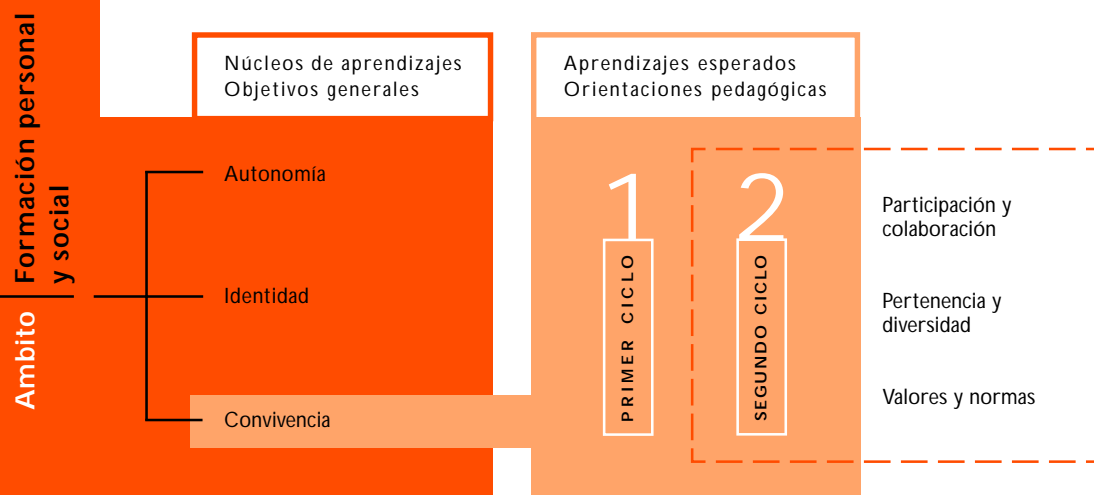 Ambito Formación personal
y social
Núcleos de aprendizajes
Objetivos generales
Autonomía
Identidad
Convivencia
Aprendizajes esperados
Orientaciones pedagógicas
1
PRIMER CICLO
2
SEGUNDO CICLO
Participación y
colaboración
Pertenencia y
diversidad
Valores y normas